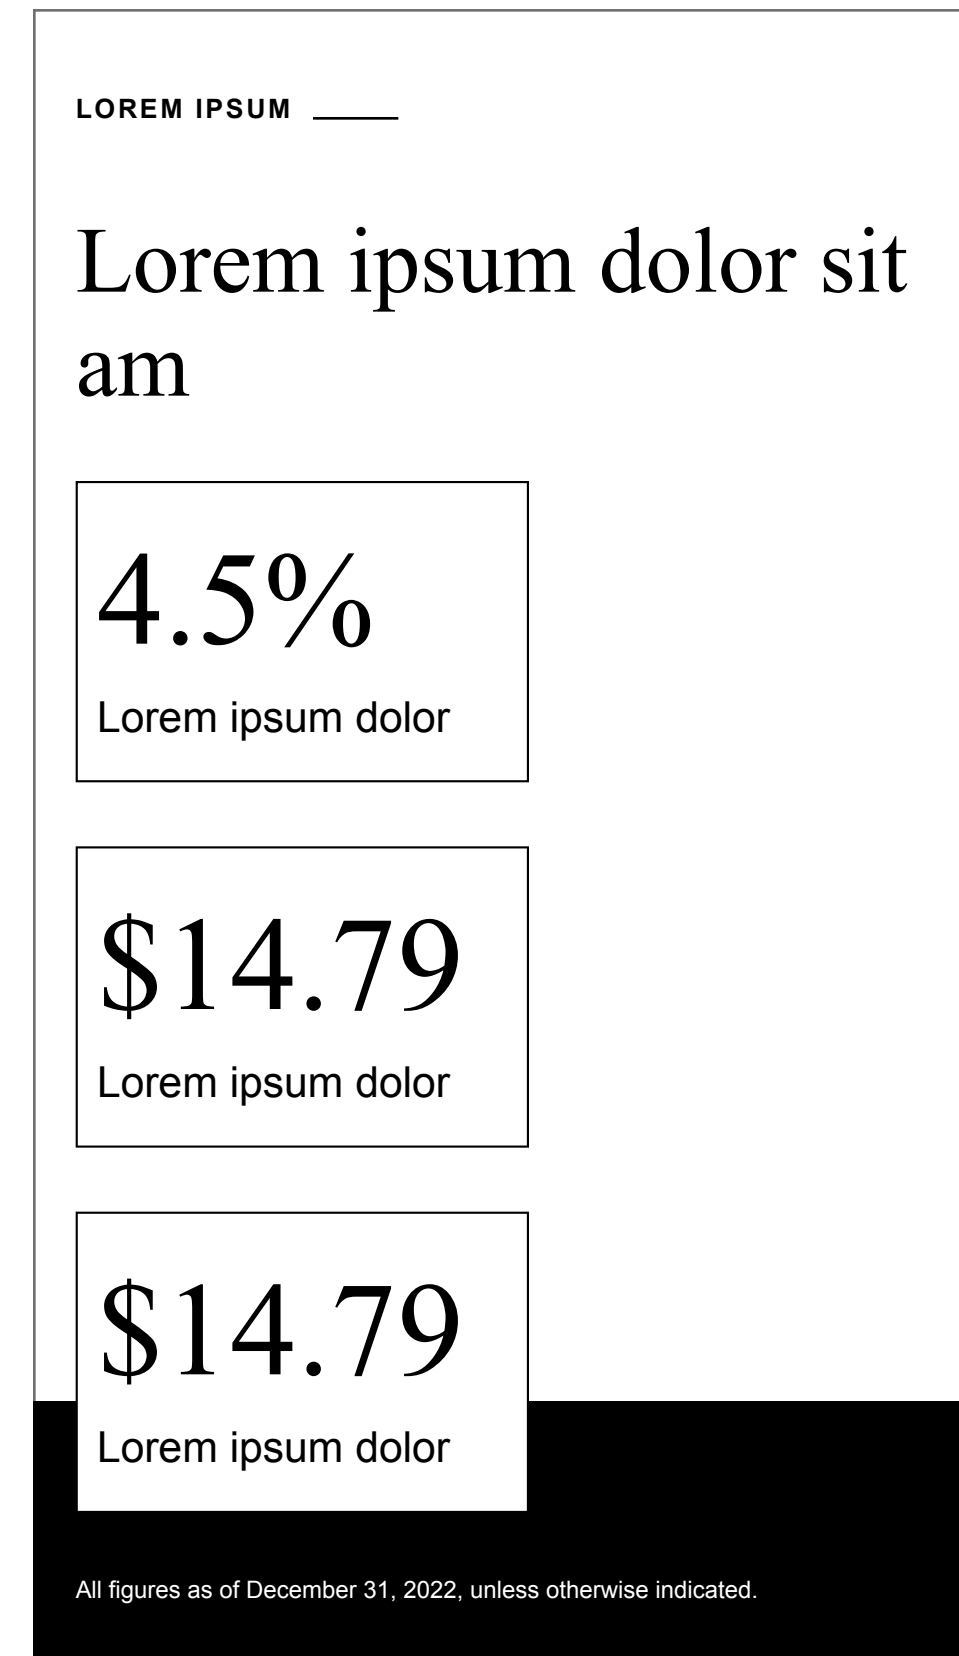 LOREM IPSUM
Lorem ipsum dolor sit
am
4.5%
Lorem ipsum dolor
$14.79
Lorem ipsum dolor
$14.79
Lorem ipsum dolor
All figures as of December 31, 2022, unless otherwise indicated.